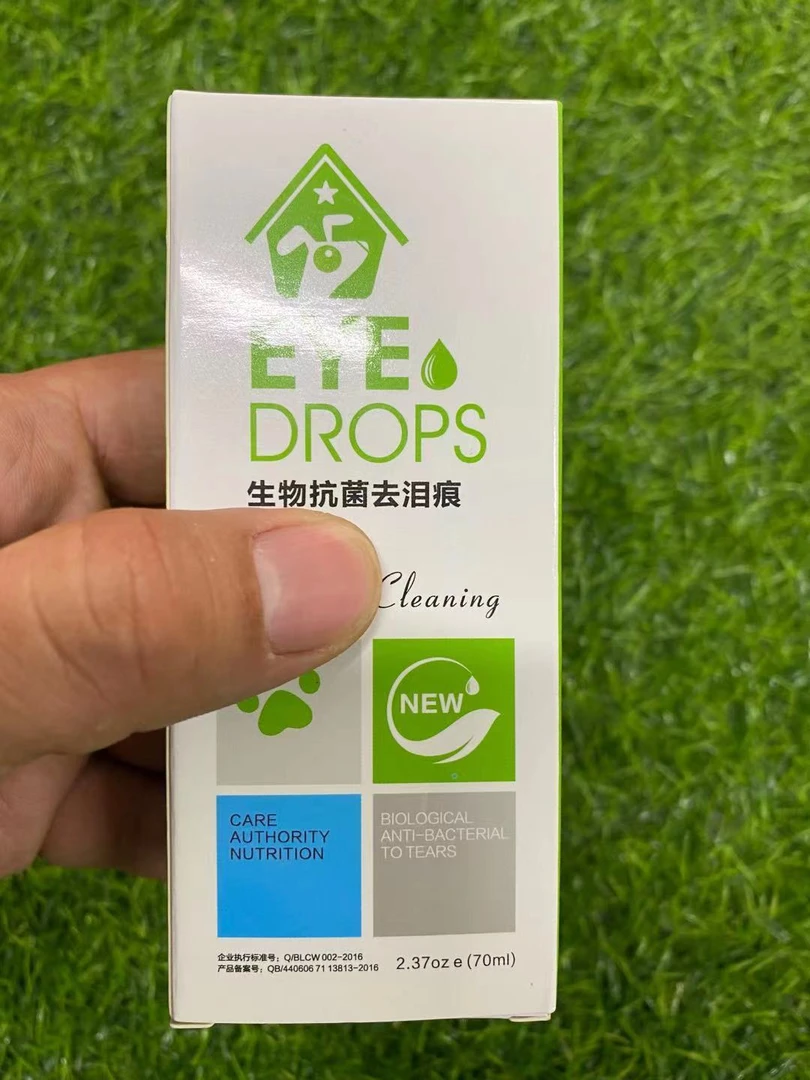 EYE
DROPS
生物抗菌去泪痕
Cleaning
NEW
CARE
AUTHORITY
NUTRITION
BIOLOGICAL
ANTI-BACTERIAL
TO TEARS
企业执行标准号：Q/BLCW 002-2016
产品备案号：QB/440606 71 13813-2016
2.37oz e (70ml)